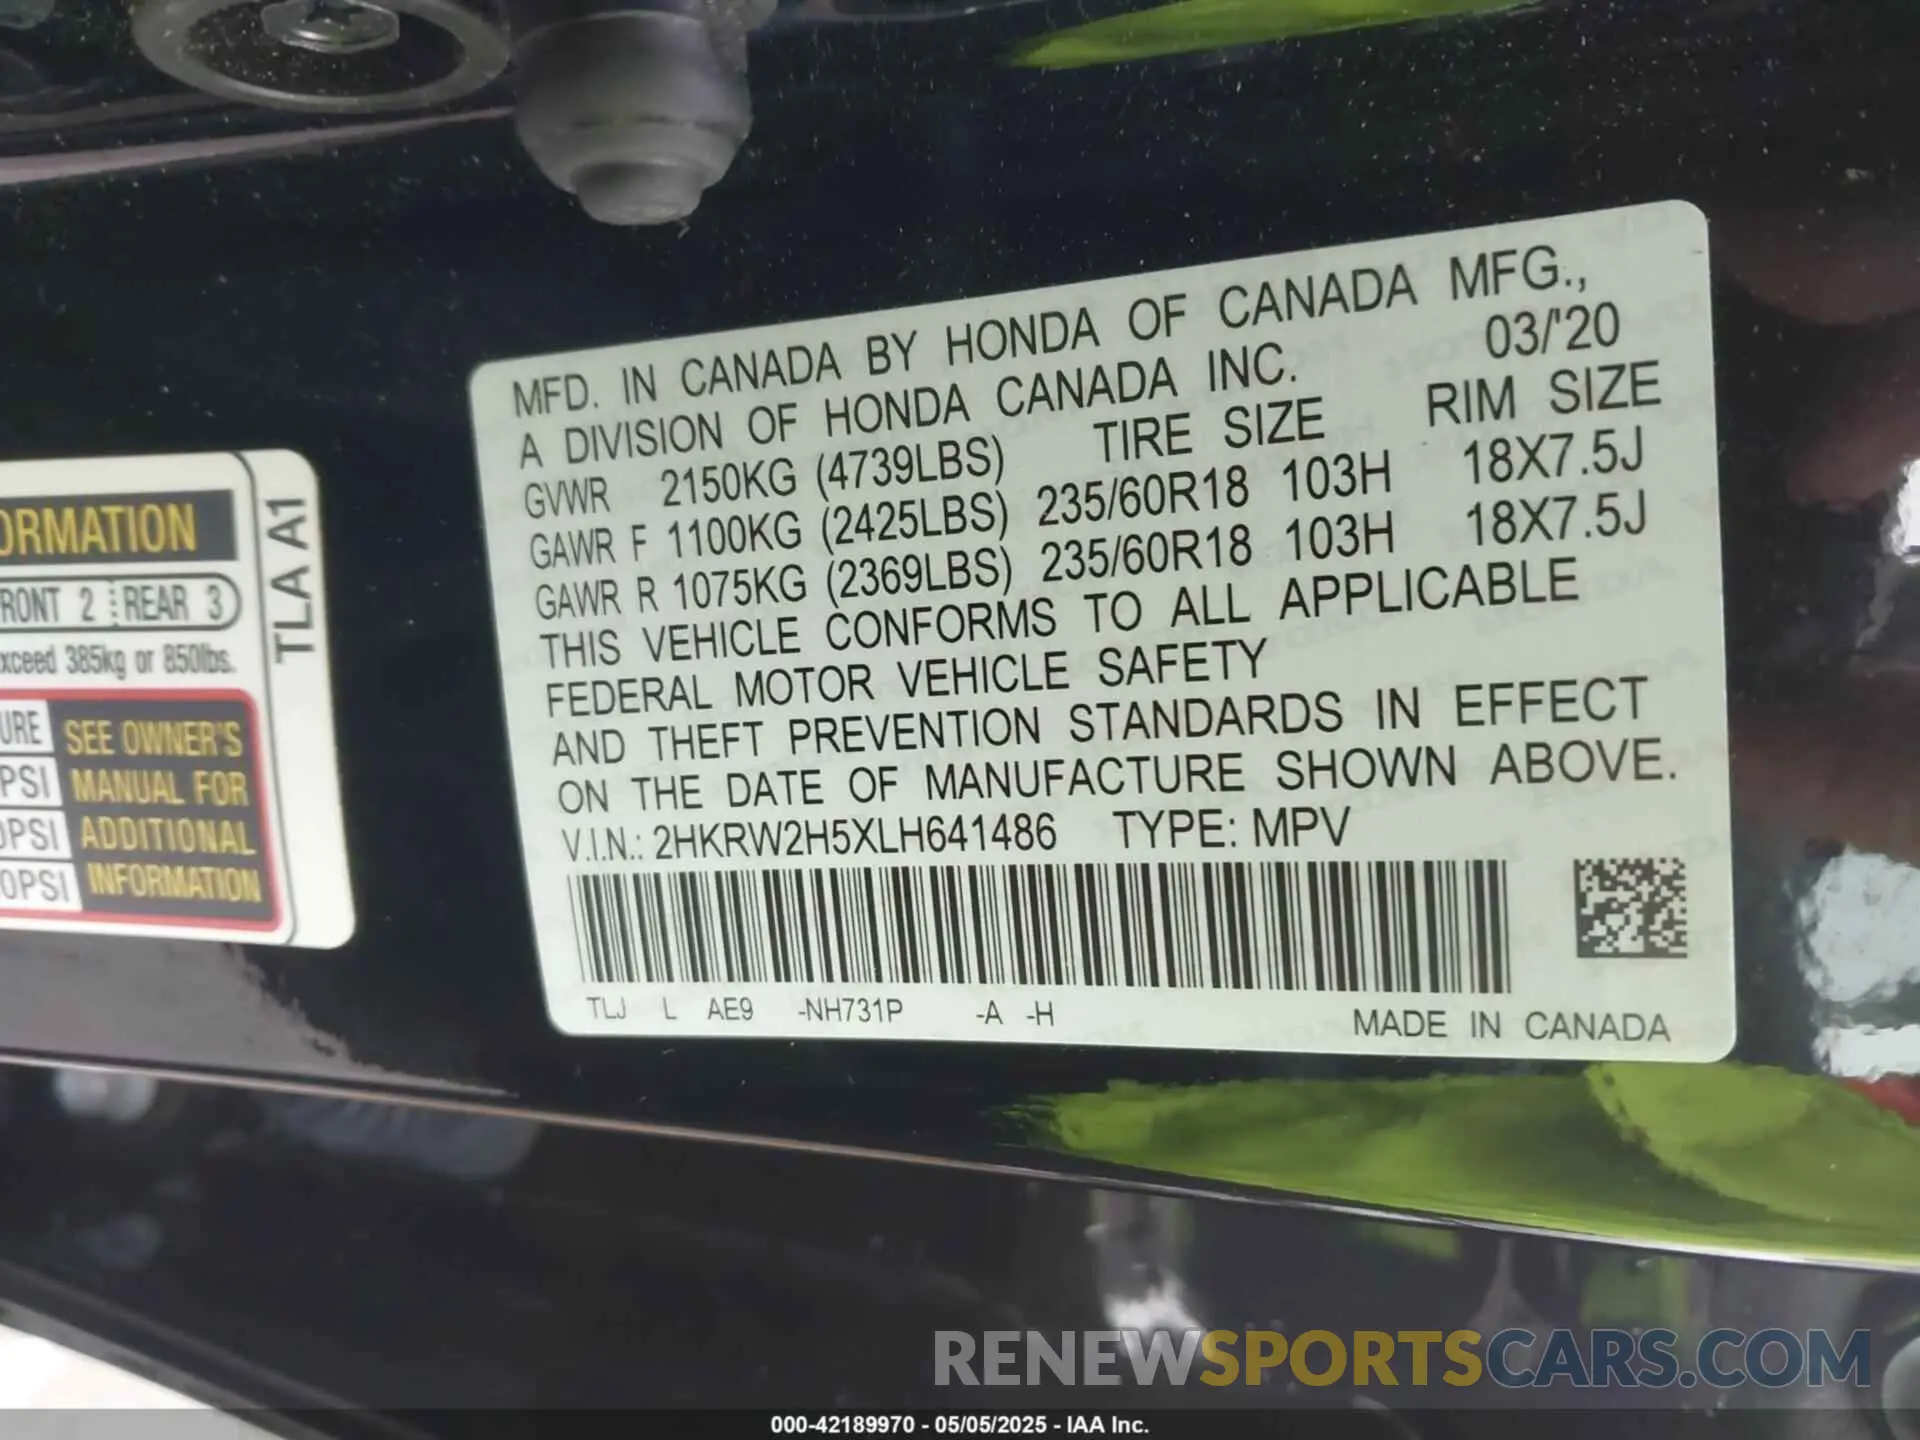 MFD. IN CANADA BY HONDA OF CANADA MFG.,
A DIVISION OF HONDA CANADA INC. 03/'20
GVWR 2150KG (4739LBS) TIRE SIZE RIM SIZE
GAWR F 1100KG (2425LBS) 235/60R18 103H 18X7.5J
GAWR R 1075KG (2369LBS) 235/60R18 103H 18X7.5J
THIS VEHICLE CONFORMS TO ALL APPLICABLE
FEDERAL MOTOR VEHICLE SAFETY
AND THEFT PREVENTION STANDARDS IN EFFECT
ON THE DATE OF MANUFACTURE SHOWN ABOVE.
V.I.N.: 2HKRW2H5XLH641486 TYPE: MPV
TLJ L AE9 -NH731P -A -H MADE IN CANADA
ORMATION
RONT 2 REAR 3
xceed 385kg or 850lbs.
URE SEE OWNER'S
PSI MANUAL FOR
0PSI ADDITIONAL
0PSI INFORMATION
TLA A1
RENEWSPORTSCARS.COM
000-42189970 - 05/05/2025 - IAA Inc.